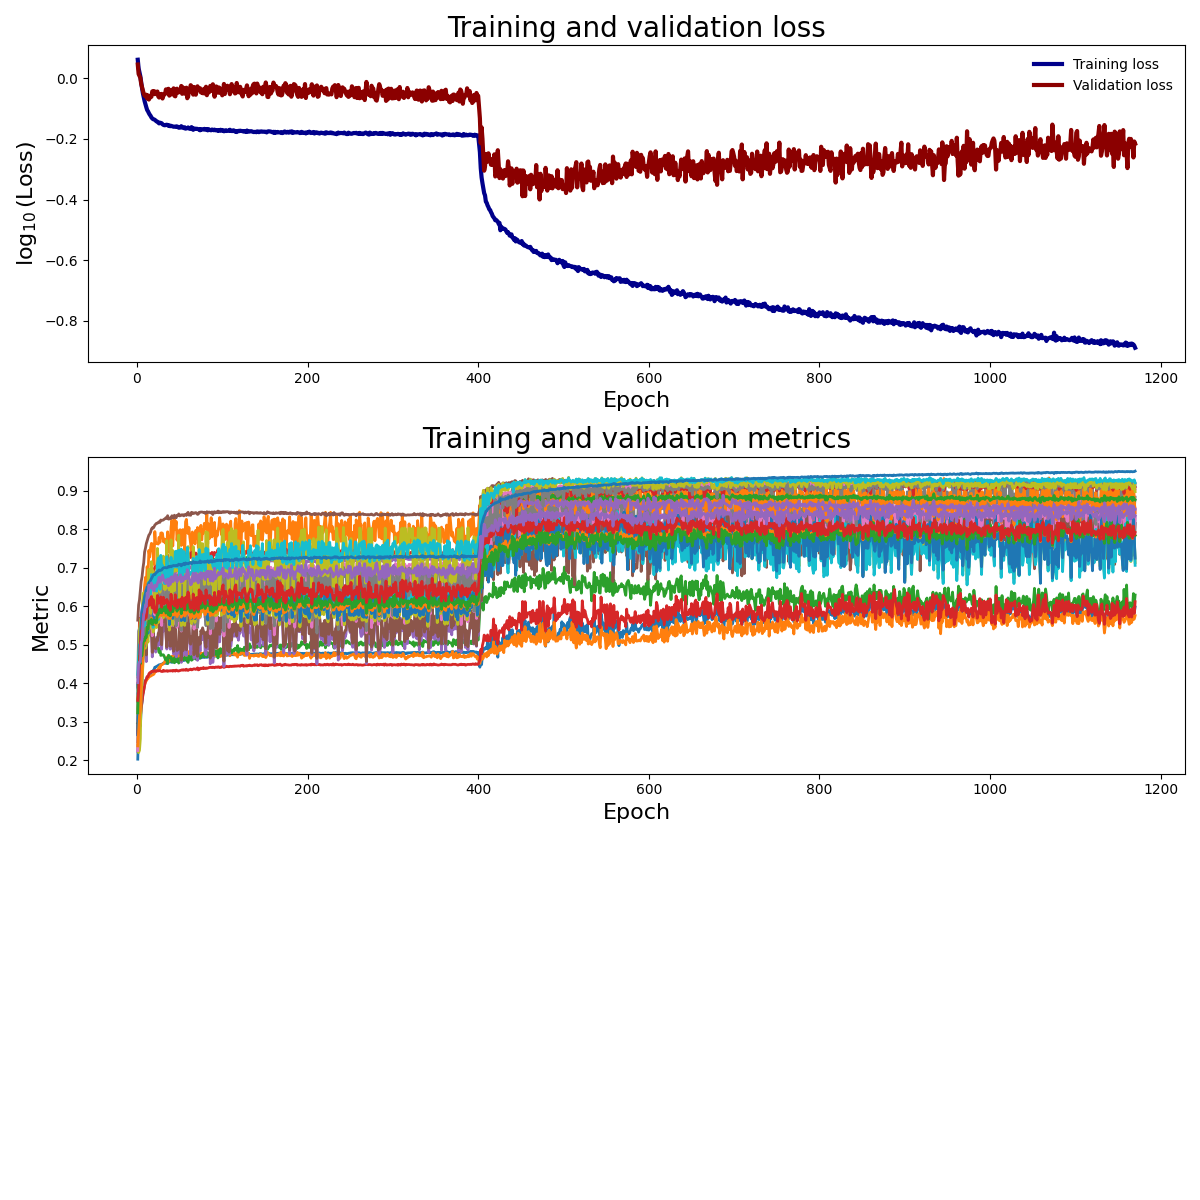 Training and validation loss
log₁₀(Loss)
0.0
−0.2
−0.4
−0.6
−0.8
Training loss
Validation loss
0 200 400 600 800 1000 1200
Epoch
Training and validation metrics
Metric
0.9
0.8
0.7
0.6
0.5
0.4
0.3
0.2
0 200 400 600 800 1000 1200
Epoch